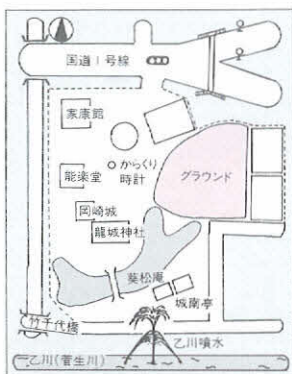 国道1号線
家康館
からくり
時計
グラウンド
能楽堂
岡崎城
龍城神社
葵松庵
城南亭
竹千代橋
乙川噴水
乙川(菅生川)